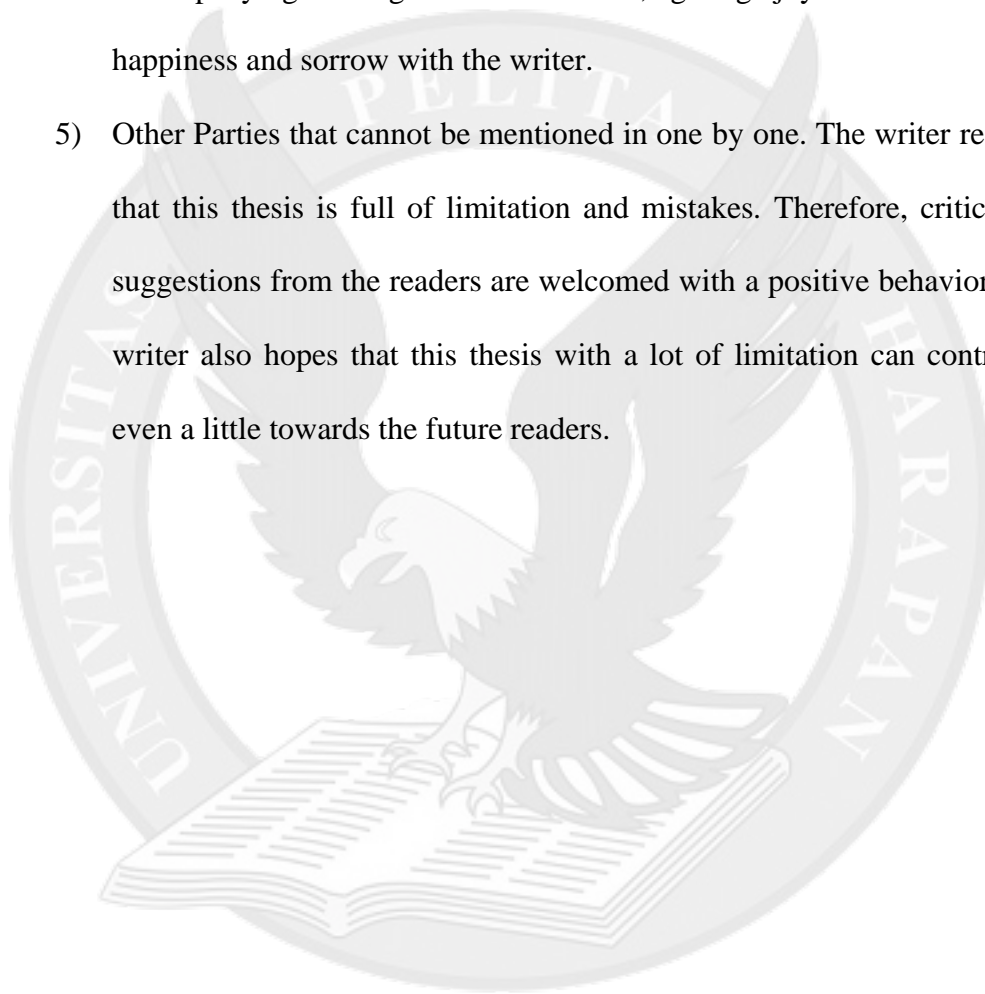 happiness and sorrow with the writer.
5) Other Parties that cannot be mentioned in one by one. The writer re
that this thesis is full of limitation and mistakes. Therefore, critic
suggestions from the readers are welcomed with a positive behavior
writer also hopes that this thesis with a lot of limitation can cont
even a little towards the future readers.
UNIVERSITAS PELITA HARAPAN